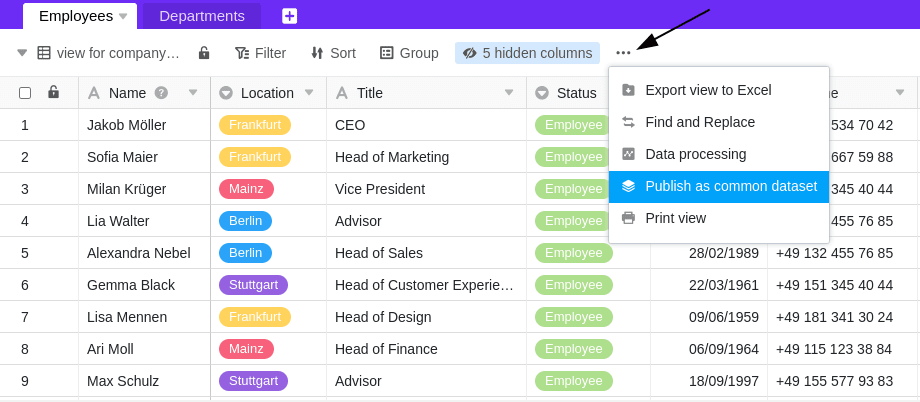 Employees Departments
view for company… Filter Sort Group 5 hidden columns
Name Location Title Status e
Export view to Excel
Find and Replace
Data processing
Publish as common dataset
Print view
1 Jakob Möller Frankfurt CEO Employee 534 70 42
2 Sofia Maier Frankfurt Head of Marketing Employee 667 59 88
3 Milan Krüger Mainz Vice President Employee 345 40 44
4 Lia Walter Berlin Advisor Employee 455 76 85
5 Alexandra Nebel Berlin Head of Sales Employee 28/02/1989 +49 132 455 76 85
6 Gemma Black Stuttgart Head of Customer Experie… Employee 22/03/1961 +49 151 345 40 44
7 Lisa Mennen Frankfurt Head of Design Employee 09/06/1959 +49 181 341 30 24
8 Ari Moll Mainz Head of Finance Employee 06/09/1964 +49 115 123 38 84
9 Max Schulz Stuttgart Advisor Employee 18/09/1997 +49 155 577 93 83